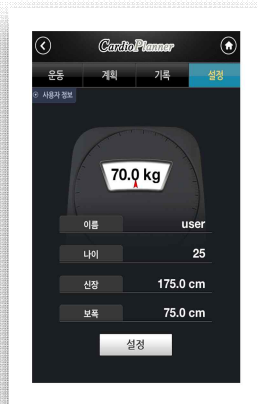 CardioPlanner
운동 계획 기록 설정
사용자 정보
70.0 kg
이름 user
나이 25
신장 175.0 cm
보폭 75.0 cm
설정